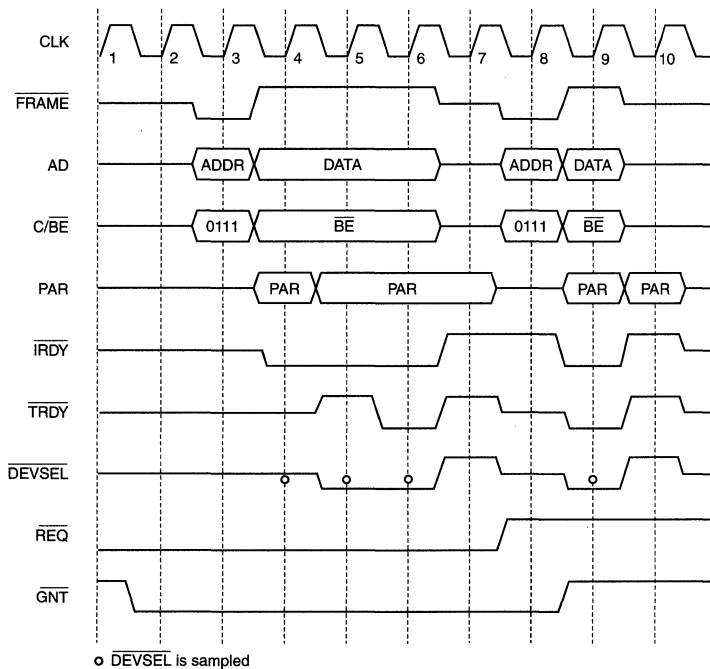 CLK
1 2 3 4 5 6 7 8 9 10
FRAME
AD ADDR DATA ADDR DATA
C/BE 0111 BE 0111 BE
PAR PAR PAR PAR PAR
IRDY
TRDY
DEVSEL
REQ
GNT
DEVSEL is sampled